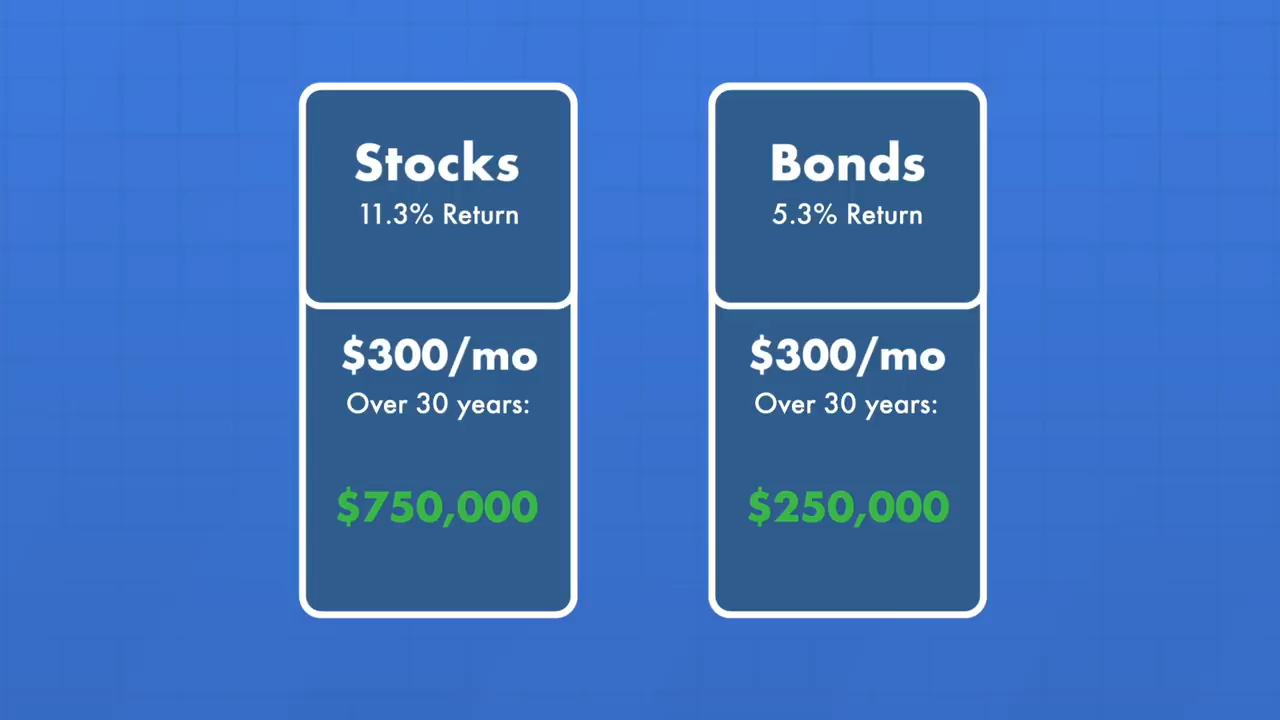 Stocks
11.3% Return
$300/mo
Over 30 years:
$750,000
Bonds
5.3% Return
$300/mo
Over 30 years:
$250,000